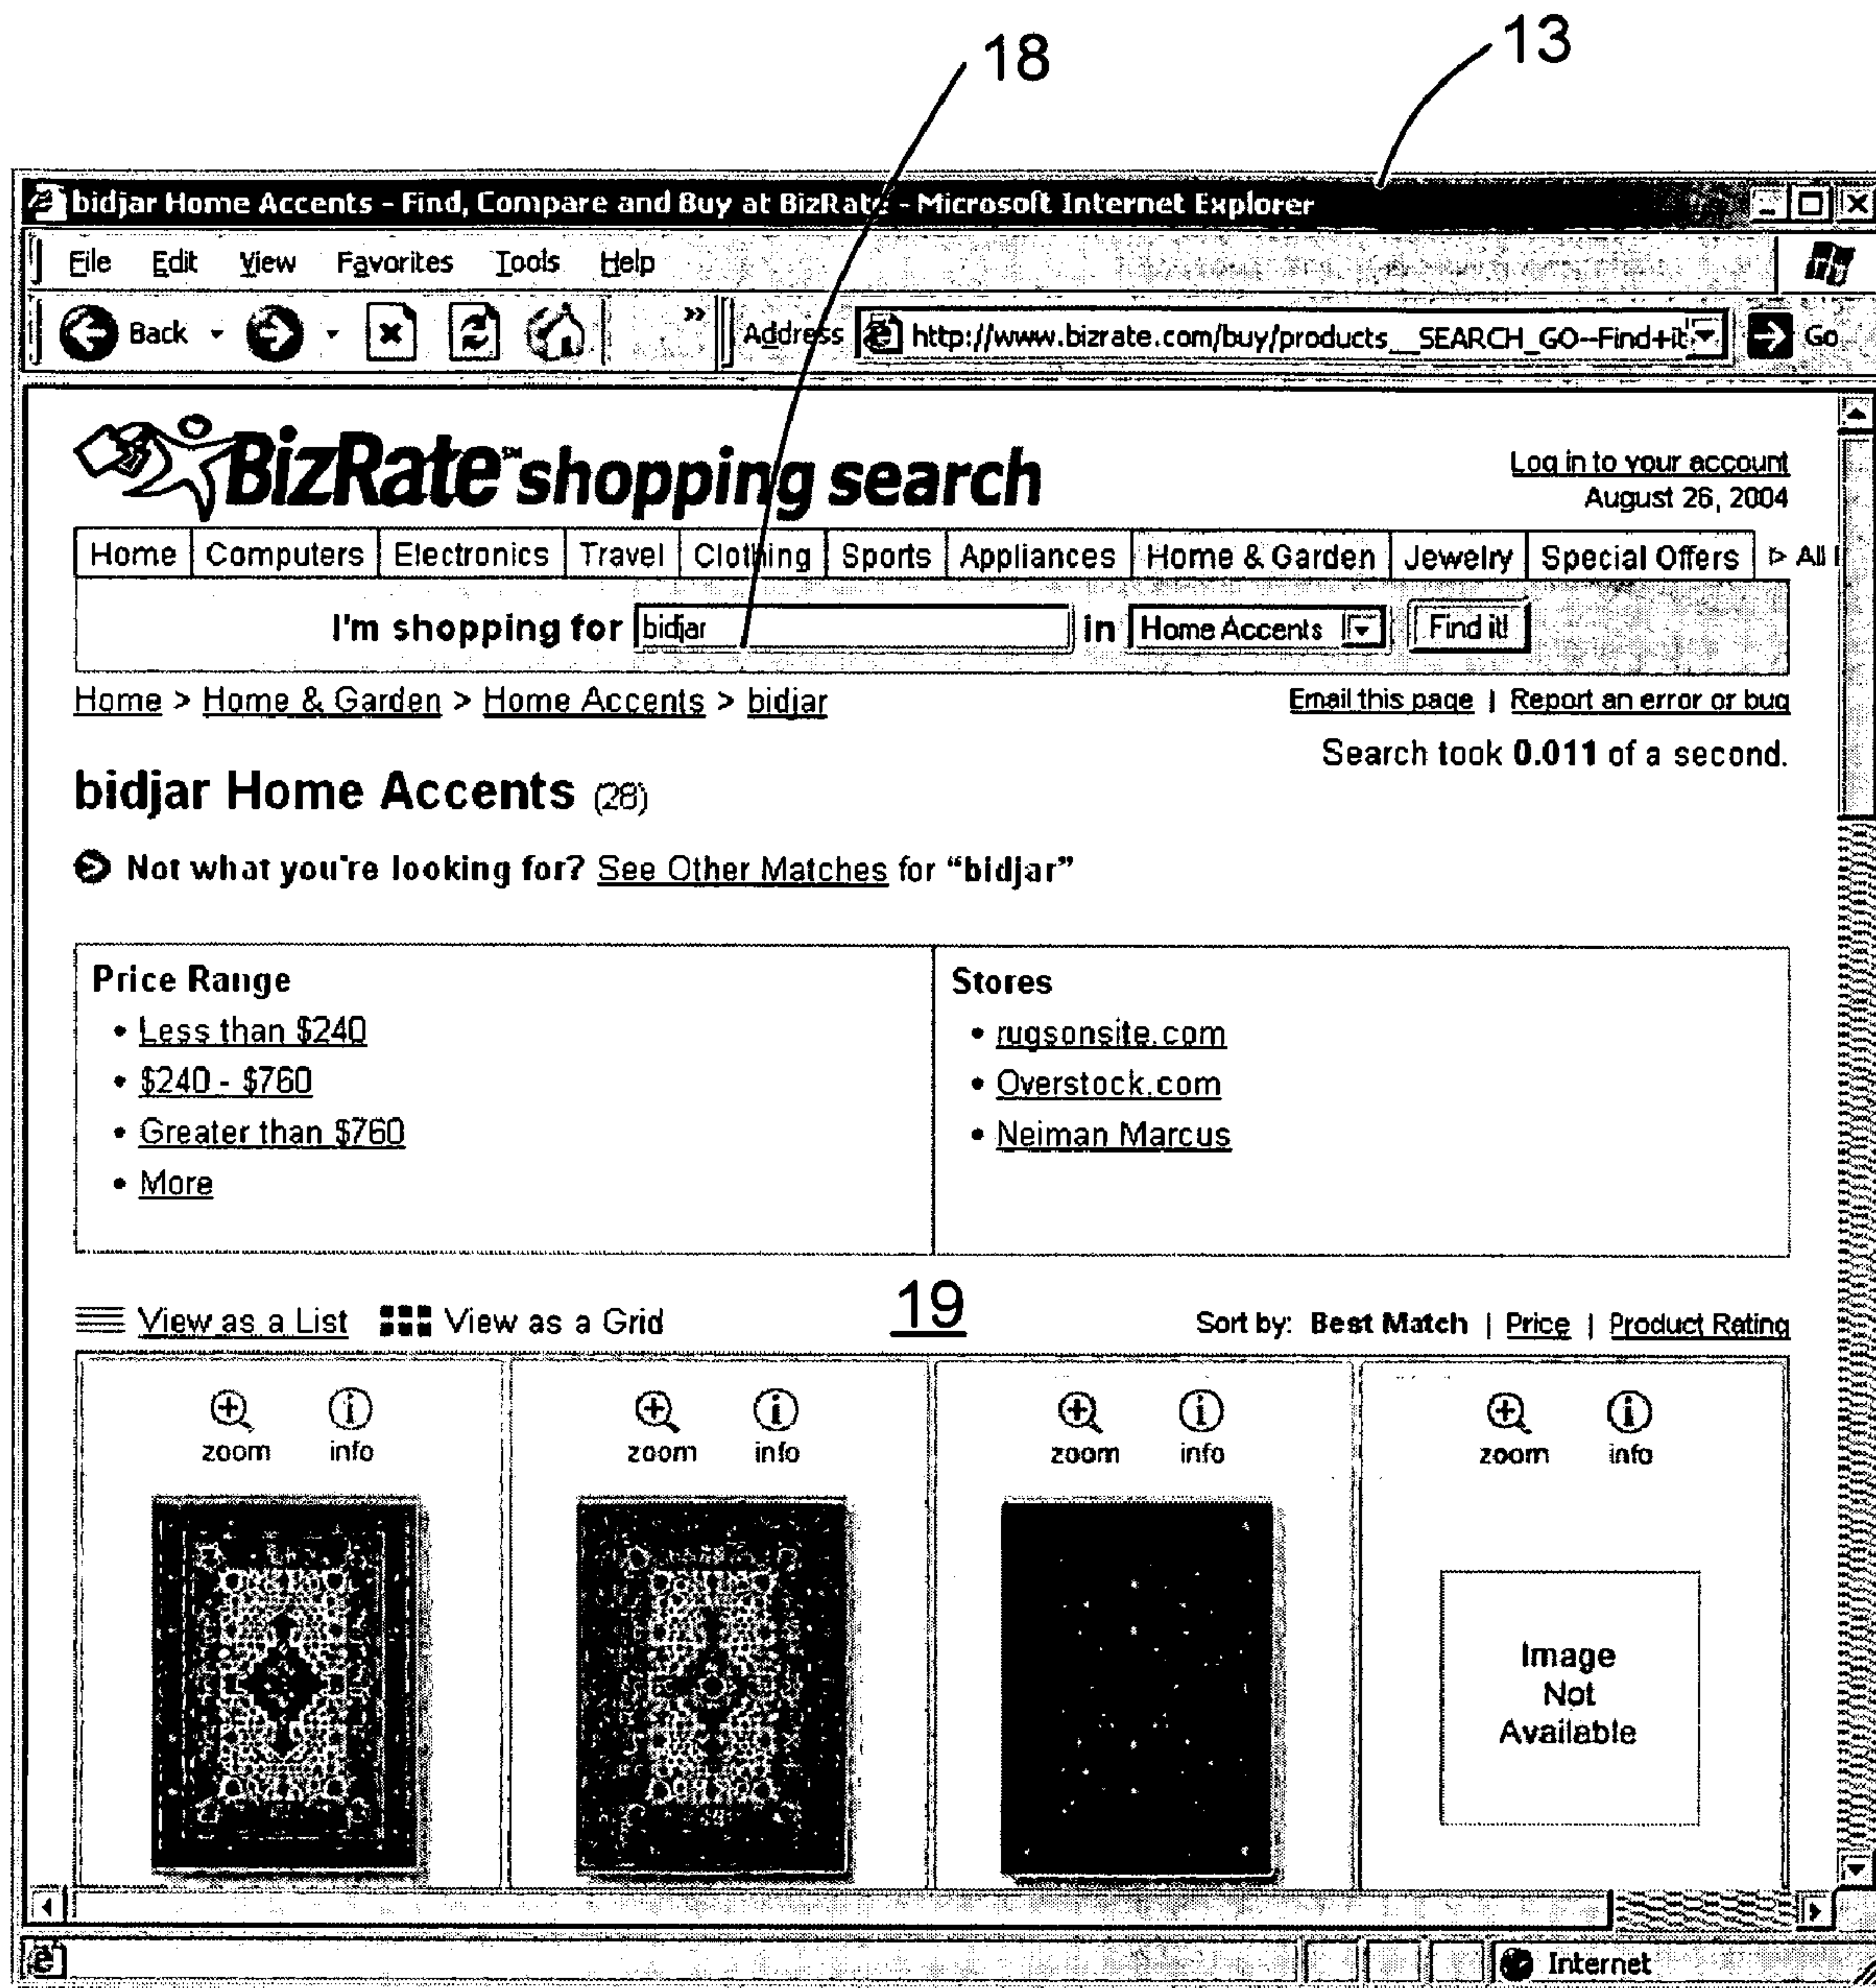 18
13
bidjar Home Accents - Find, Compare and Buy at BizRate - Microsoft Internet Explorer
File Edit View Favorites Tools Help
Back » Address http://www.bizrate.com/buy/products__SEARCH_GO--Find+it Go
BizRate™ shopping search
Log in to your account
August 26, 2004
Home Computers Electronics Travel Clothing Sports Appliances Home & Garden Jewelry Special Offers All
I'm shopping for bidjar in Home Accents Find it!
Home > Home & Garden > Home Accents > bidjar Email this page | Report an error or bug
Search took 0.011 of a second.
bidjar Home Accents (28)
Not what you're looking for? See Other Matches for “bidjar”
Price Range
• Less than $240
• $240 - $760
• Greater than $760
• More
Stores
• rugsonsite.com
• Overstock.com
• Neiman Marcus
View as a List View as a Grid 19 Sort by: Best Match | Price | Product Rating
zoom info zoom info zoom info zoom info
Image
Not
Available
Internet